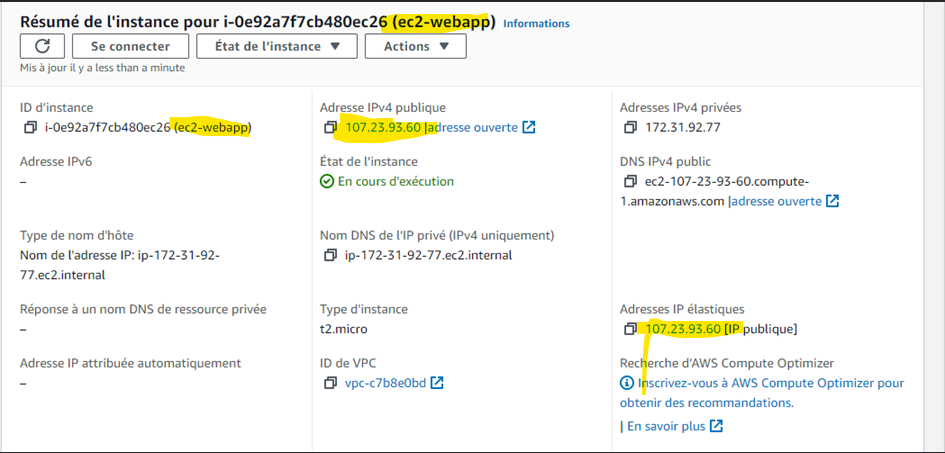 Résumé de l'instance pour i-0e92a7f7cb480ec26 (ec2-webapp) Informations
Se connecter
État de l'instance
Actions
Mis à jour il y a less than a minute
ID d'instance
i-0e92a7f7cb480ec26 (ec2-webapp)
Adresse IPv4 publique
107.23.93.60 |adresse ouverte
Adresses IPv4 privées
172.31.92.77
Adresse IPv6
–
État de l'instance
En cours d'exécution
DNS IPv4 public
ec2-107-23-93-60.compute-
1.amazonaws.com |adresse ouverte
Type de nom d'hôte
Nom de l'adresse IP: ip-172-31-92-
77.ec2.internal
Nom DNS de l'IP privé (IPv4 uniquement)
ip-172-31-92-77.ec2.internal
Réponse à un nom DNS de ressource privée
–
Type d'instance
t2.micro
Adresses IP élastiques
107.23.93.60 [IP publique]
Adresse IP attribuée automatiquement
–
ID de VPC
vpc-c7b8e0bd
Recherche d'AWS Compute Optimizer
Inscrivez-vous à AWS Compute Optimizer pour
obtenir des recommandations.
| En savoir plus